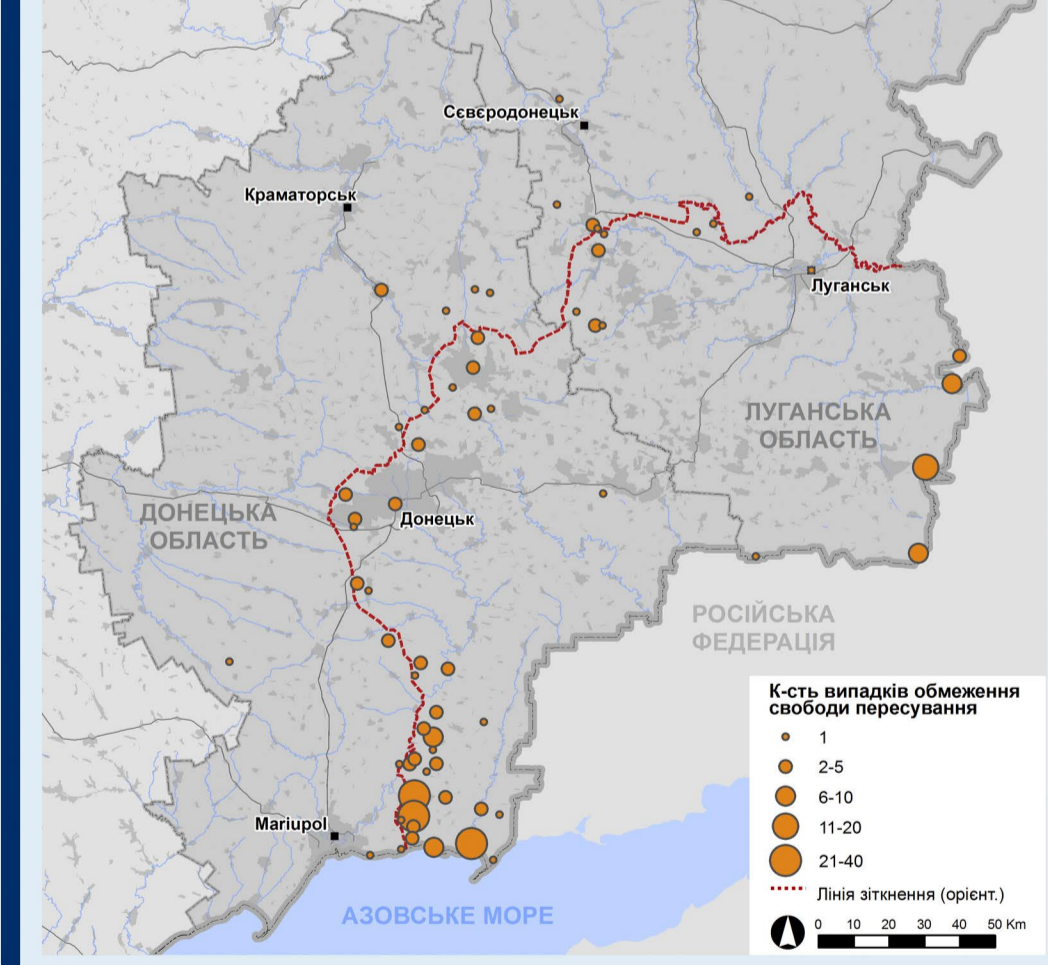 Сєвєродонецьк
Краматорськ
Луганськ
ЛУГАНСЬКА
ОБЛАСТЬ
ДОНЕЦЬКА
ОБЛАСТЬ
Донецьк
РОСІЙСЬКА
ФЕДЕРАЦІЯ
Mariupol
АЗОВСЬКЕ МОРЕ
К-сть випадків обмеження
свободи пересування
1
2-5
6-10
11-20
21-40
Лінія зіткнення (орієнт.)
0 10 20 30 40 50 Km